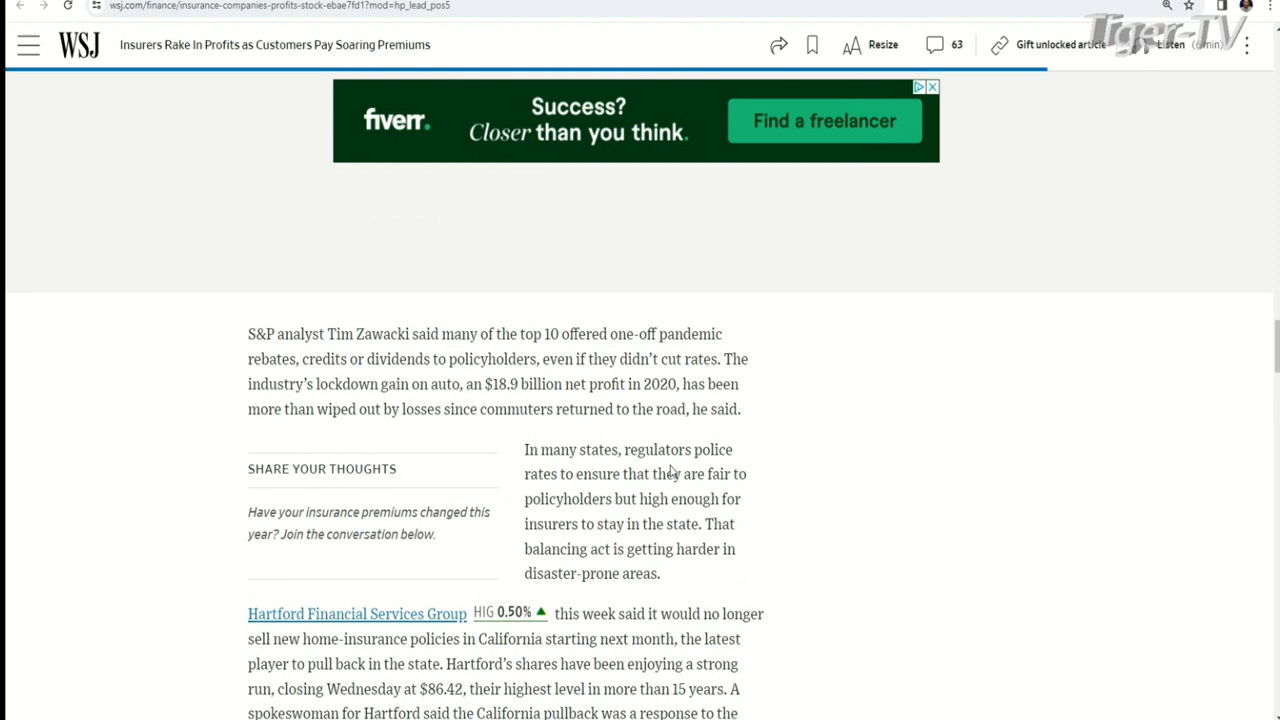 wsj.com/finance/insurance-companies-profits-stock-ebae7fd1?mod=hp_lead_pos5
Tiger-TV
WSJ Insurers Rake In Profits as Customers Pay Soaring Premiums AA Resize 63 Gift unlocked article Listen (6 min)
fiverr. Success? Find a freelancer
Closer than you think.
S&P analyst Tim Zawacki said many of the top 10 offered one-off pandemic
rebates, credits or dividends to policyholders, even if they didn't cut rates. The
industry's lockdown gain on auto, an $18.9 billion net profit in 2020, has been
more than wiped out by losses since commuters returned to the road, he said.
SHARE YOUR THOUGHTS
Have your insurance premiums changed this
year? Join the conversation below.
In many states, regulators police
rates to ensure that they are fair to
policyholders but high enough for
insurers to stay in the state. That
balancing act is getting harder in
disaster-prone areas.
Hartford Financial Services Group HIG 0.50% ▲ this week said it would no longer
sell new home-insurance policies in California starting next month, the latest
player to pull back in the state. Hartford's shares have been enjoying a strong
run, closing Wednesday at $86.42, their highest level in more than 15 years. A
spokeswoman for Hartford said the California pullback was a response to the